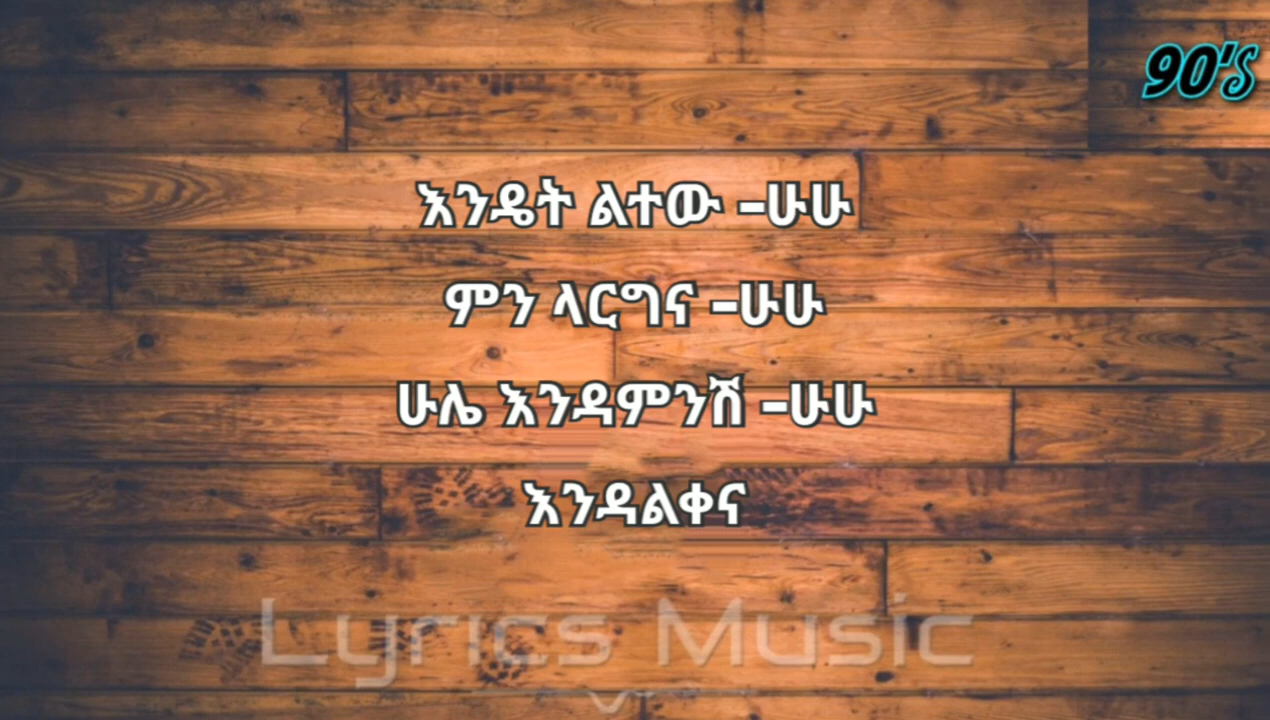 90's
እንዴት ልተው -ሁሁ
ምን ላርግና -ሁሁ
ሁሌ እንዳምንሽ -ሁሁ
እንዳልቀና
Lyrics Music